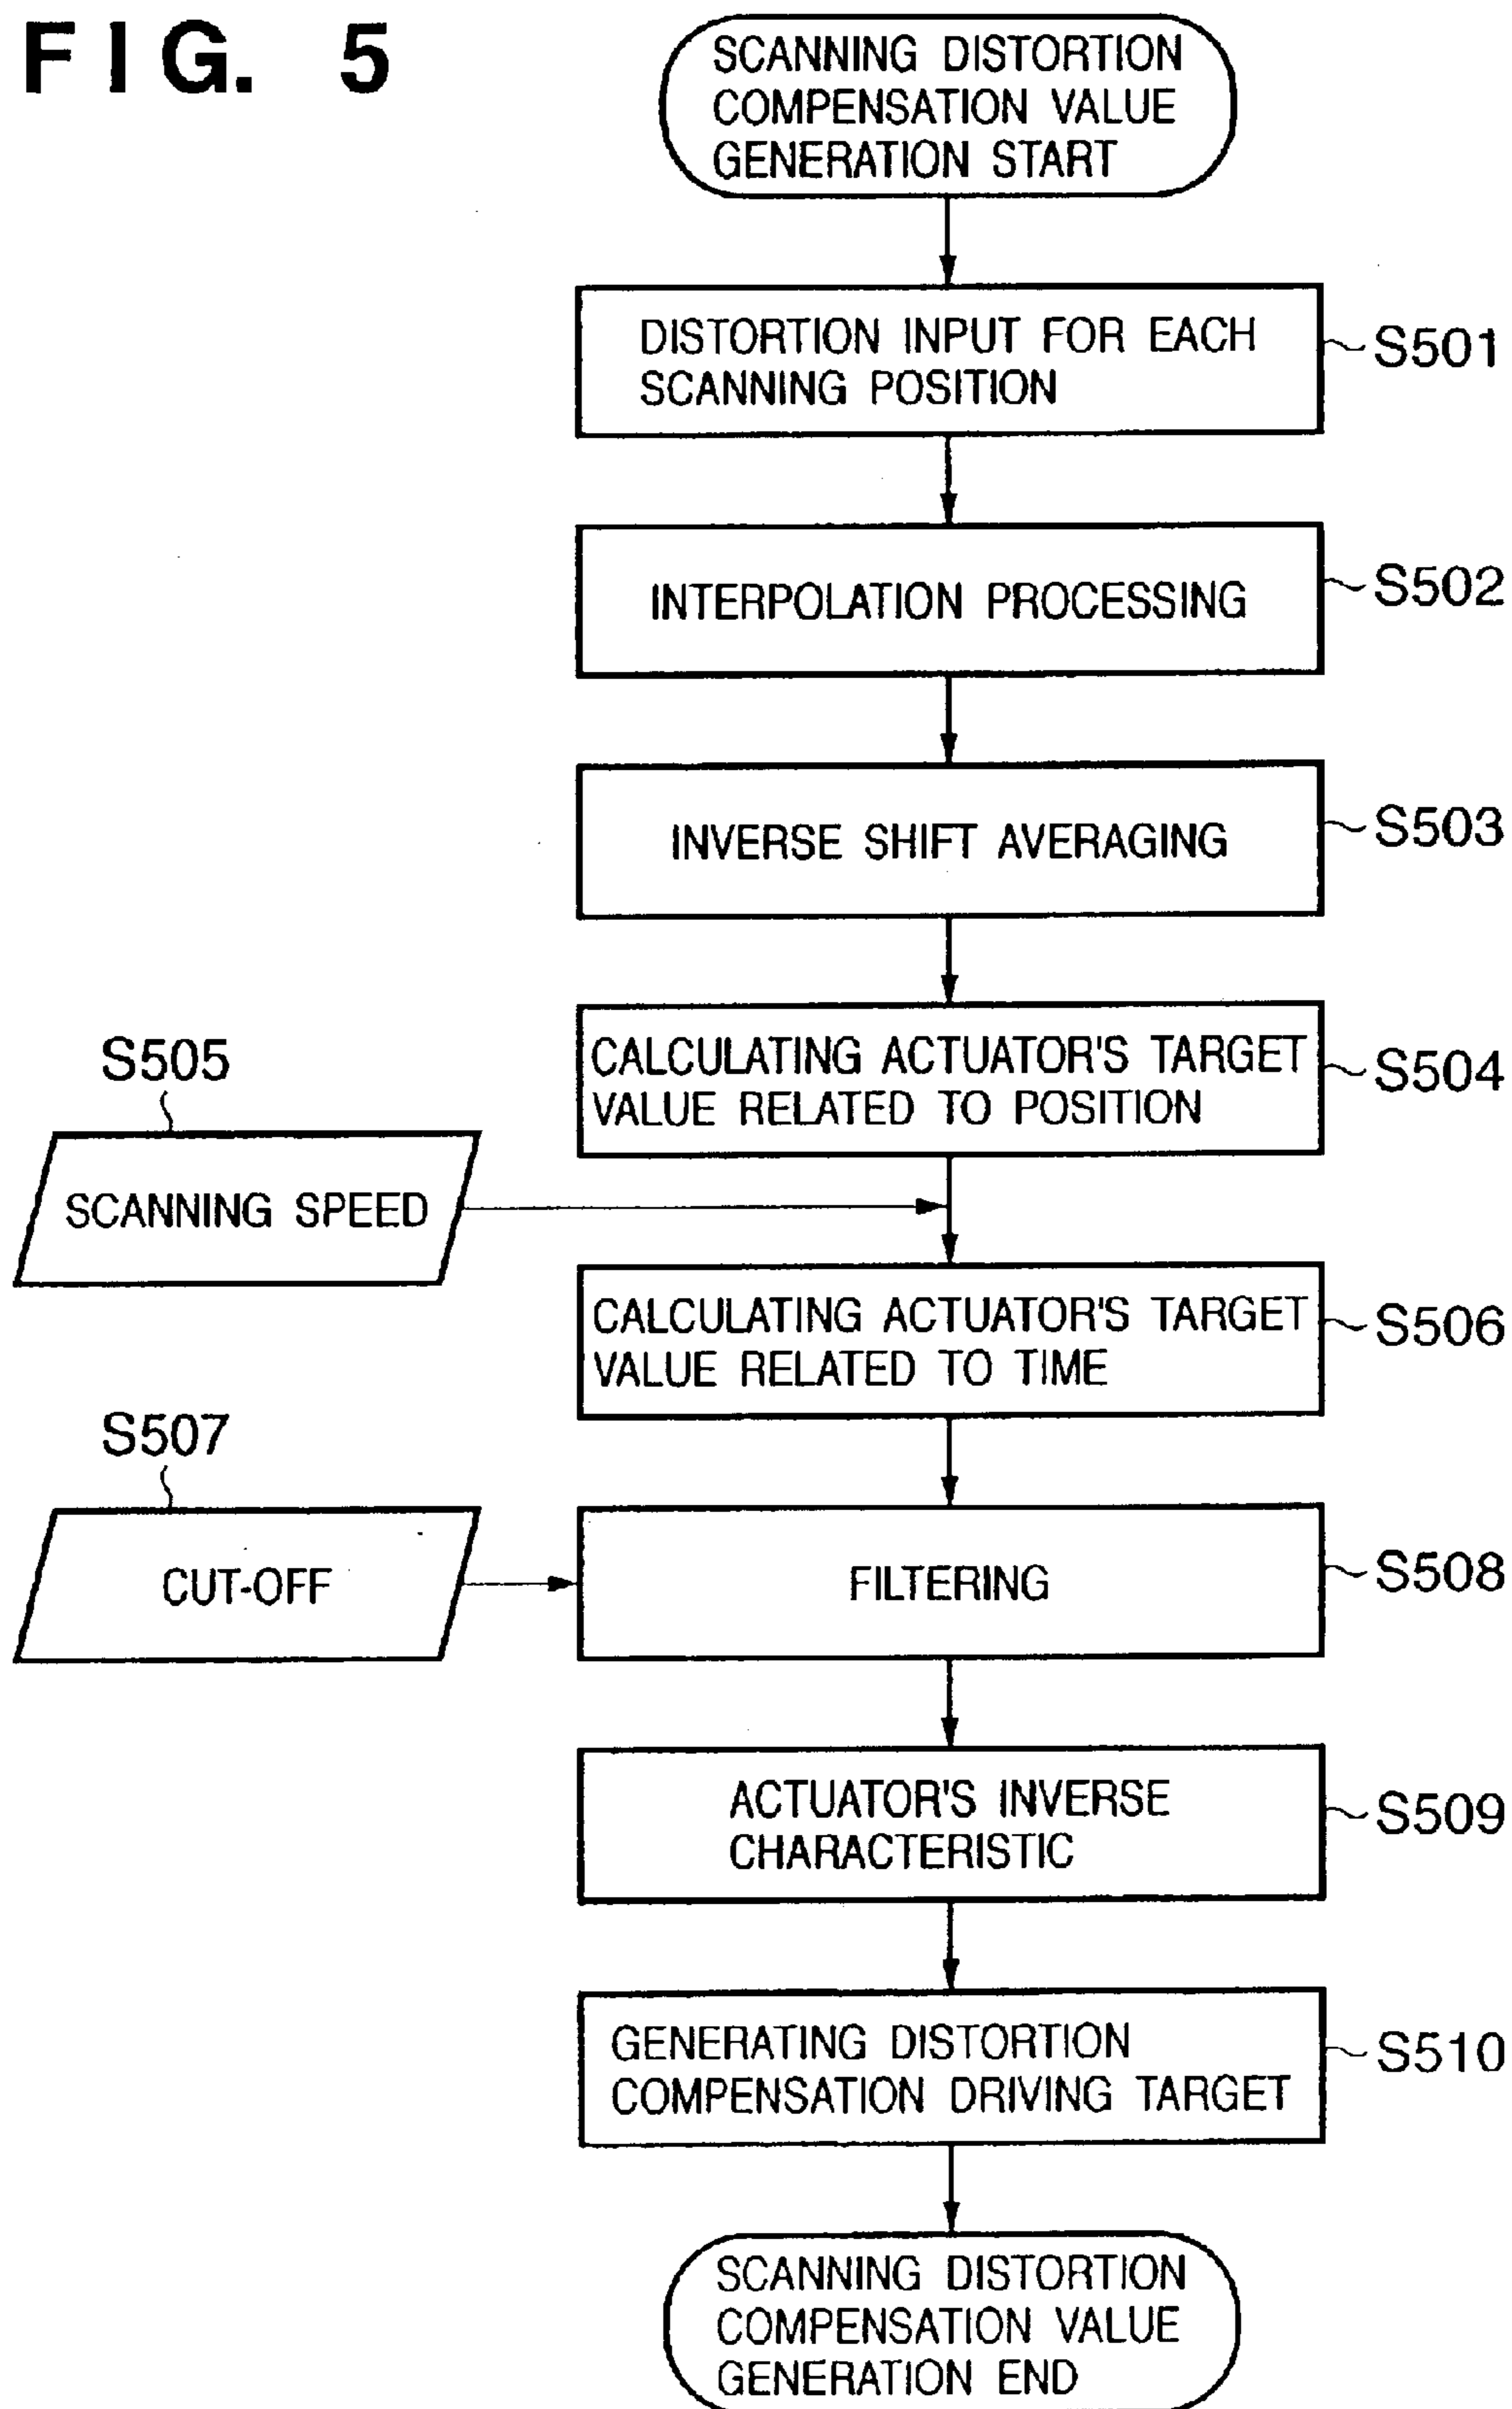 FIG. 5
SCANNING DISTORTION
COMPENSATION VALUE
GENERATION START
DISTORTION INPUT FOR EACH
SCANNING POSITION
S501
INTERPOLATION PROCESSING
S502
INVERSE SHIFT AVERAGING
S503
CALCULATING ACTUATOR'S TARGET
VALUE RELATED TO POSITION
S504
S505
SCANNING SPEED
CALCULATING ACTUATOR'S TARGET
VALUE RELATED TO TIME
S506
S507
CUT-OFF
FILTERING
S508
ACTUATOR'S INVERSE
CHARACTERISTIC
S509
GENERATING DISTORTION
COMPENSATION DRIVING TARGET
S510
SCANNING DISTORTION
COMPENSATION VALUE
GENERATION END